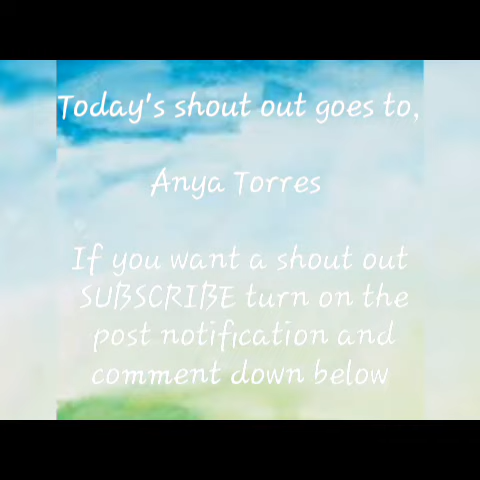 Today's shout out goes to,
Anya Torres
If you want a shout out
SUBSCRIBE turn on the
post notification and
comment down below